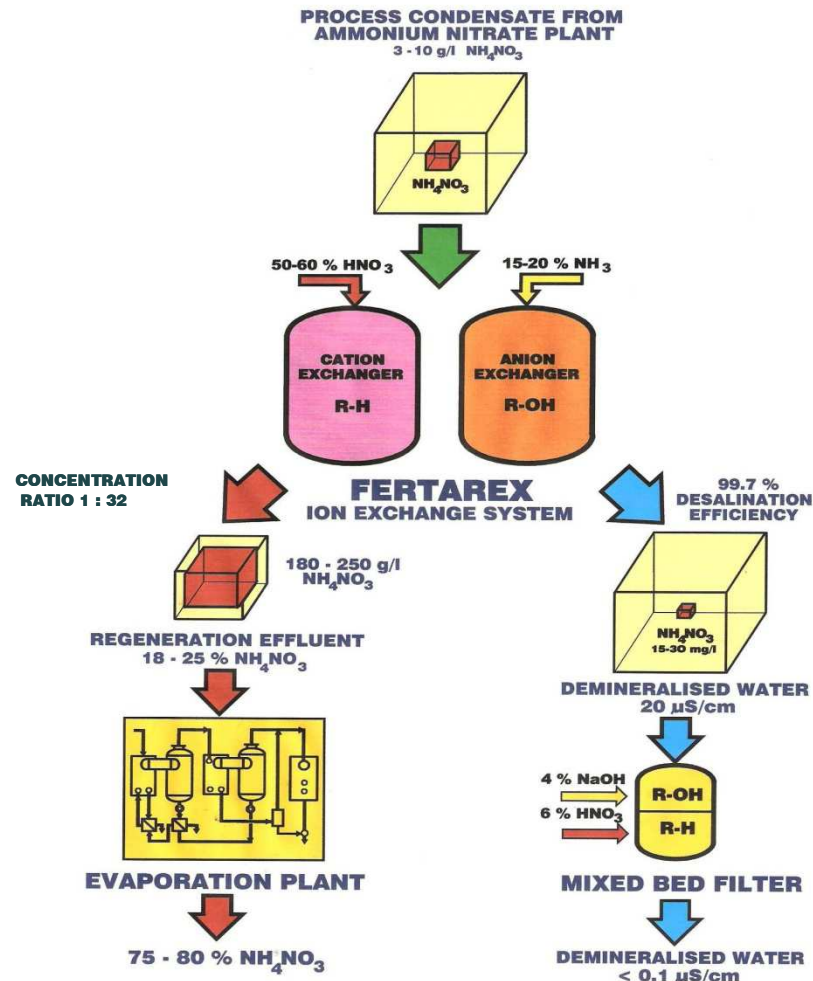 PROCESS CONDENSATE FROM
AMMONIUM NITRATE PLANT
3 - 10 g/l NH₄NO₃
NH₄NO₃
50-60 % HNO₃
15-20 % NH₃
CATION
EXCHANGER
R-H
ANION
EXCHANGER
R-OH
CONCENTRATION
RATIO 1 : 32
FERTAREX
ION EXCHANGE SYSTEM
99.7 %
DESALINATION
EFFICIENCY
180 - 250 g/l
NH₄NO₃
REGENERATION EFFLUENT
18 - 25 % NH₄NO₃
NH₄NO₃
15-30 mg/l
DEMINERALISED WATER
20 µS/cm
4 % NaOH
6 % HNO₃
R-OH
R-H
EVAPORATION PLANT
MIXED BED FILTER
75 - 80 % NH₄NO₃
DEMINERALISED WATER
< 0.1 µS/cm